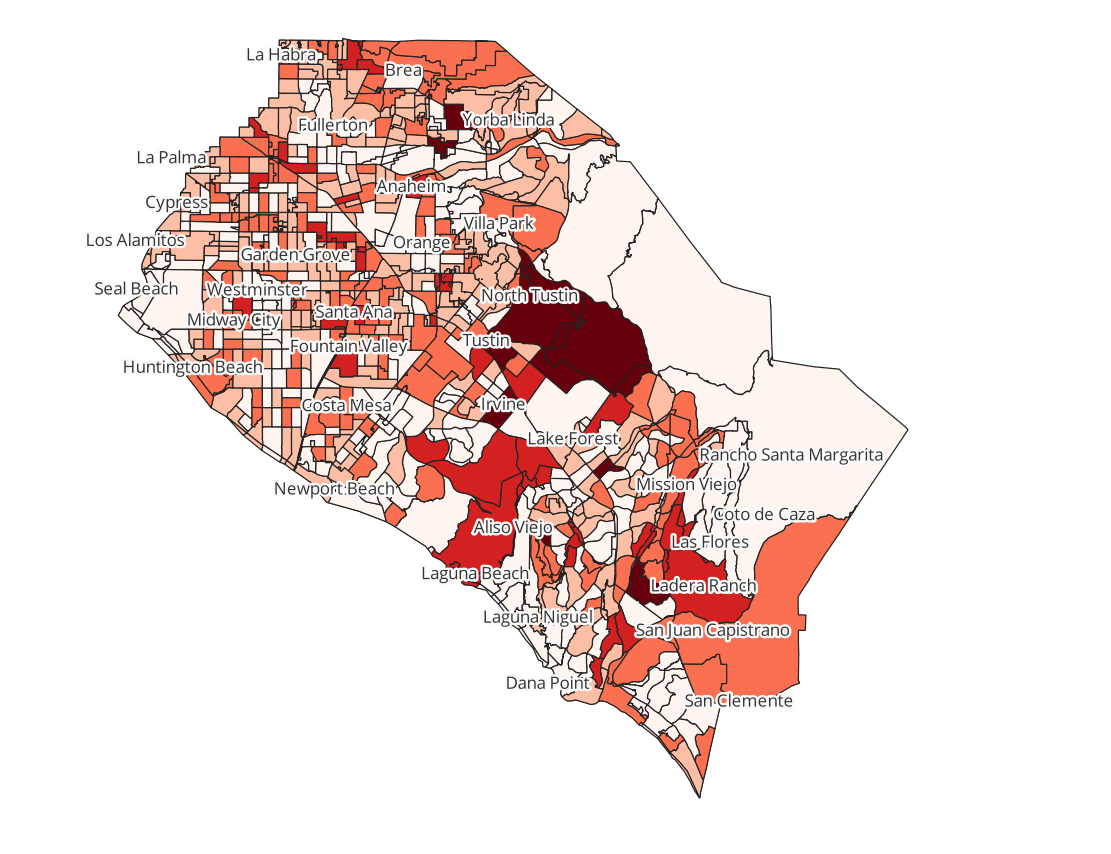 La Habra
Brea
Yorba Linda
Fullerton
La Palma
Anaheim
Cypress
Villa Park
Los Alamitos
Orange
Garden Grove
Seal Beach
Westminster
North Tustin
Midway City
Santa Ana
Tustin
Fountain Valley
Huntington Beach
Costa Mesa
Irvine
Lake Forest
Rancho Santa Margarita
Newport Beach
Mission Viejo
Coto de Caza
Aliso Viejo
Las Flores
Laguna Beach
Ladera Ranch
Laguna Niguel
San Juan Capistrano
Dana Point
San Clemente